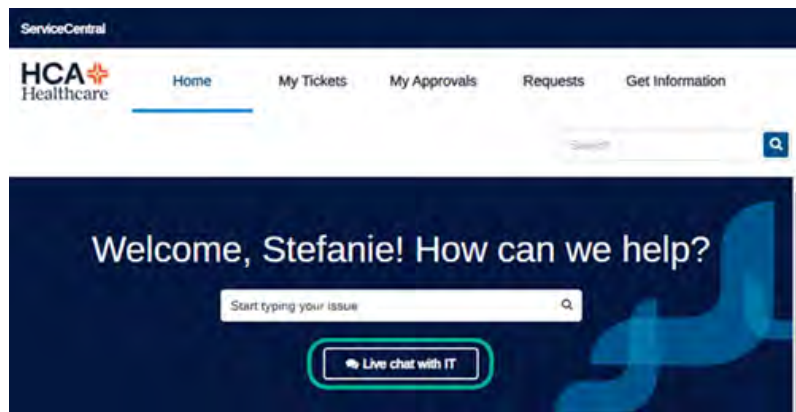 ServiceCentral
HCA
Healthcare
Home My Tickets My Approvals Requests Get Information
Search
Welcome, Stefanie! How can we help?
Start typing your issue
Live chat with IT